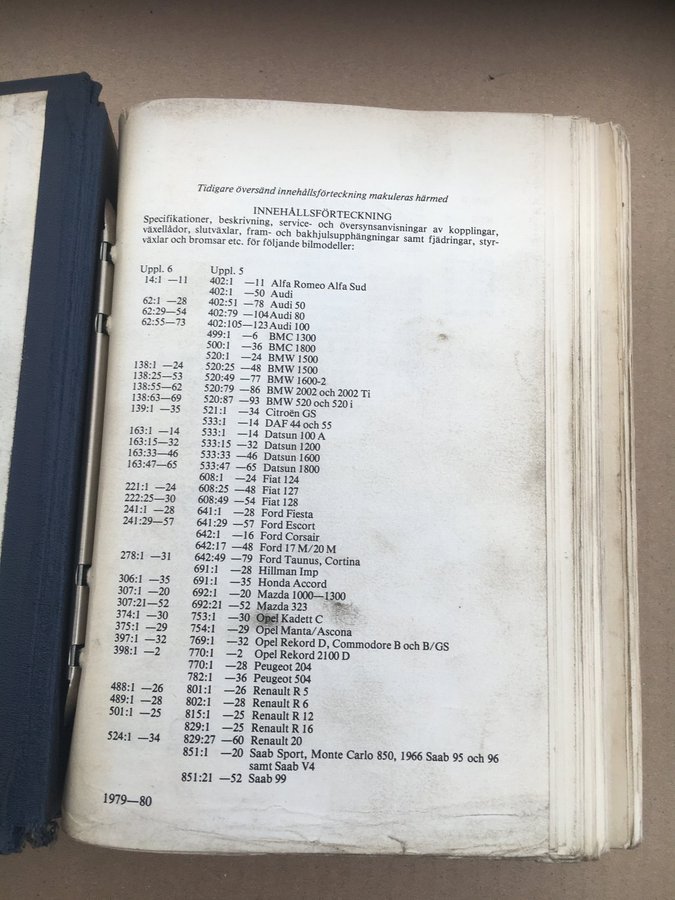 Tidigare översänd innehållsförteckning makuleras härmed
INNEHÅLLSFÖRTECKNING
Specifikationer, beskrivning, service- och översynsanvisningar av kopplingar,
växellådor, slutväxlar, fram- och bakhjulsupphängningar samt fjädringar, styr-
växlar och bromsar etc. för följande bilmodeller:
Uppl. 6 Uppl. 5
14:1 —11 402:1 —11 Alfa Romeo Alfa Sud
402:1 —50 Audi
62:1 —28 402:51 —78 Audi 50
62:29—54 402:79 —104 Audi 80
62:55—73 402:105—123 Audi 100
499:1 —6 BMC 1300
500:1 —36 BMC 1800
520:1 —24 BMW 1500
138:1 —24 520:25 —48 BMW 1500
138:25—53 520:49 —77 BMW 1600-2
138:55—62 520:79 —86 BMW 2002 och 2002 Ti
138:63—69 520:87 —93 BMW 520 och 520 i
139:1 —35 521:1 —34 Citroën GS
533:1 —14 DAF 44 och 55
163:1 —14 533:1 —14 Datsun 100 A
163:15—32 533:15 —32 Datsun 1200
163:33—46 533:33 —46 Datsun 1600
163:47—65 533:47 —65 Datsun 1800
608:1 —24 Fiat 124
221:1 —24 608:25 —48 Fiat 127
222:25—30 608:49 —54 Fiat 128
241:1 —28 641:1 —28 Ford Fiesta
241:29—57 641:29 —57 Ford Escort
642:1 —16 Ford Corsair
642:17 —48 Ford 17 M/20 M
278:1 —31 642:49 —79 Ford Taunus, Cortina
691:1 —28 Hillman Imp
306:1 —35 691:1 —35 Honda Accord
307:1 —20 692:1 —20 Mazda 1000—1300
307:21—52 692:21 —52 Mazda 323
374:1 —30 753:1 —30 Opel Kadett C
375:1 —29 754:1 —29 Opel Manta/Ascona
397:1 —32 769:1 —32 Opel Rekord D, Commodore B och B/GS
398:1 —2 770:1 —2 Opel Rekord 2100 D
770:1 —28 Peugeot 204
782:1 —36 Peugeot 504
488:1 —26 801:1 —26 Renault R 5
489:1 —28 802:1 —28 Renault R 6
501:1 —25 815:1 —25 Renault R 12
829:1 —25 Renault R 16
524:1 —34 829:27 —60 Renault 20
851:1 —20 Saab Sport, Monte Carlo 850, 1966 Saab 95 och 96
samt Saab V4
851:21 —52 Saab 99
1979—80